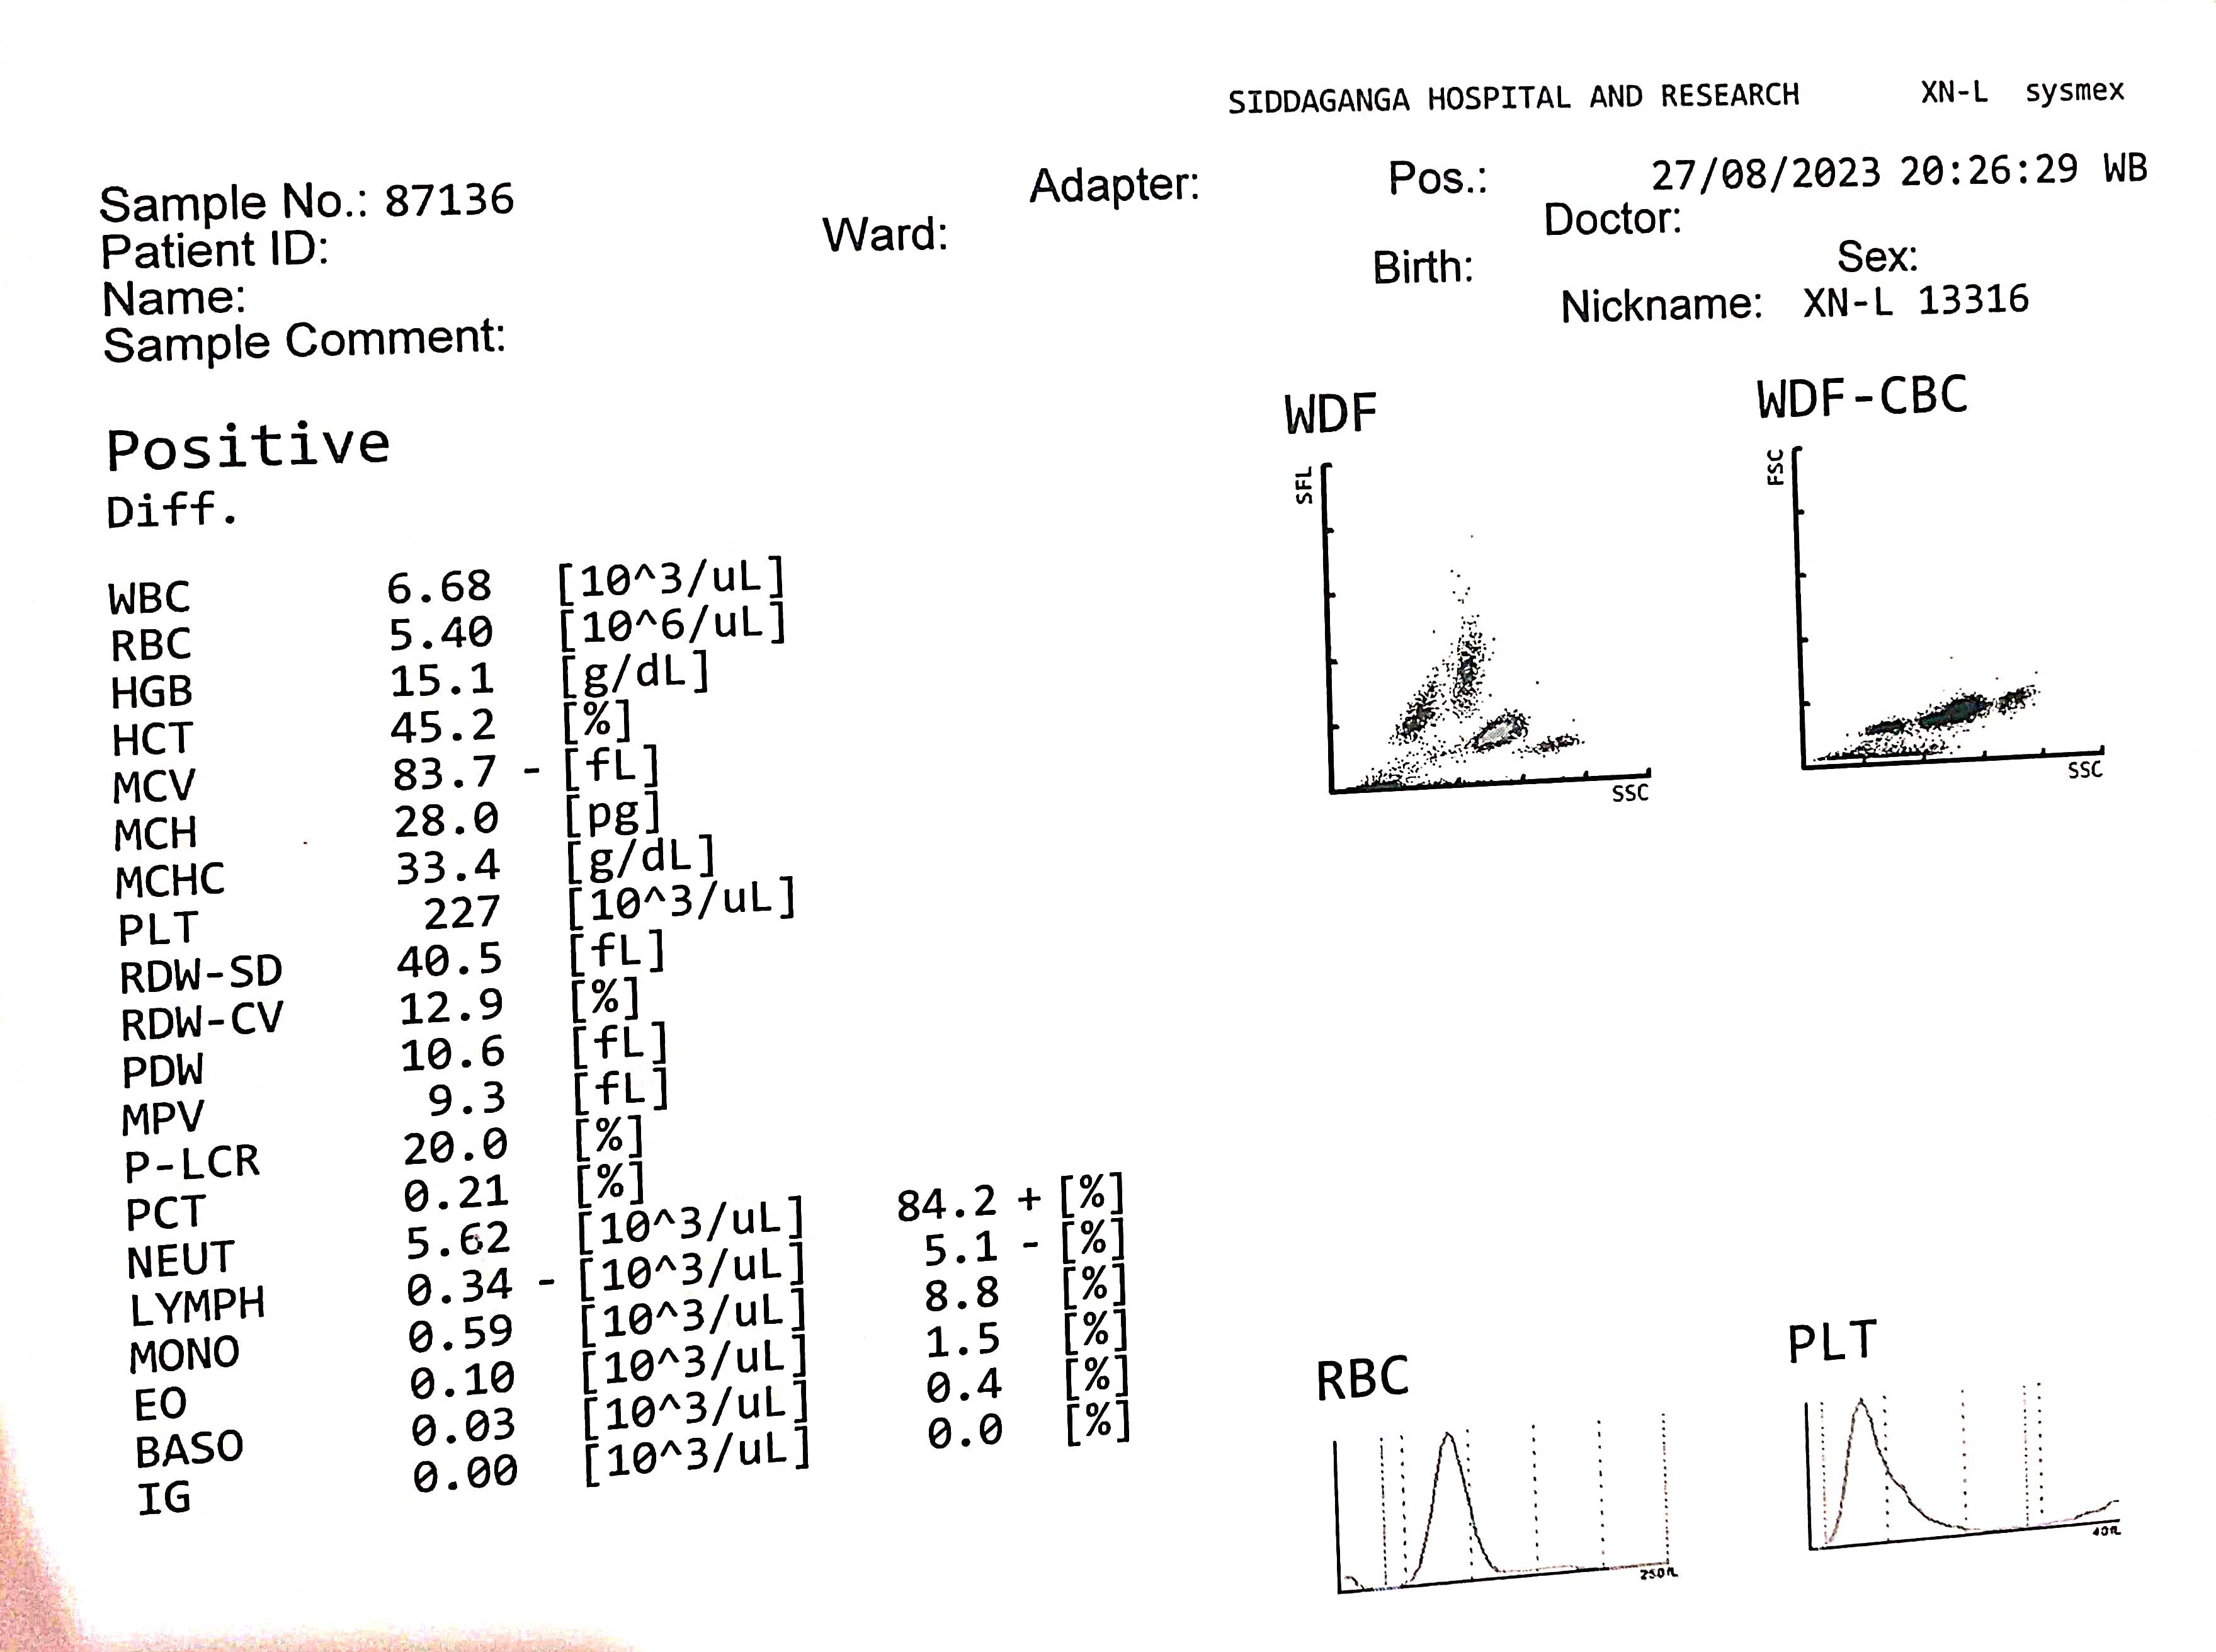 SIDDAGANGA HOSPITAL AND RESEARCH XN-L sysmex
Sample No.: 87136 Adapter: Pos.: 27/08/2023 20:26:29 WB
Patient ID: Ward: Doctor:
Name: Birth: Sex:
Sample Comment: Nickname: XN-L 13316
Positive
Diff.
WBC 6.68 [10^3/uL]
RBC 5.40 [10^6/uL]
HGB 15.1 [g/dL]
HCT 45.2 [%]
MCV 83.7 - [fL]
MCH 28.0 [pg]
MCHC 33.4 [g/dL]
PLT 227 [10^3/uL]
RDW-SD 40.5 [fL]
RDW-CV 12.9 [%]
PDW 10.6 [fL]
MPV 9.3 [fL]
P-LCR 20.0 [%]
PCT 0.21 [%]
NEUT 5.62 [10^3/uL] 84.2 + [%]
LYMPH 0.34 - [10^3/uL] 5.1 - [%]
MONO 0.59 [10^3/uL] 8.8 [%]
EO 0.10 [10^3/uL] 1.5 [%]
BASO 0.03 [10^3/uL] 0.4 [%]
IG 0.00 [10^3/uL] 0.0 [%]
WDF
SFL
SSC
WDF-CBC
FSC
SSC
RBC
250fL
PLT
40fL